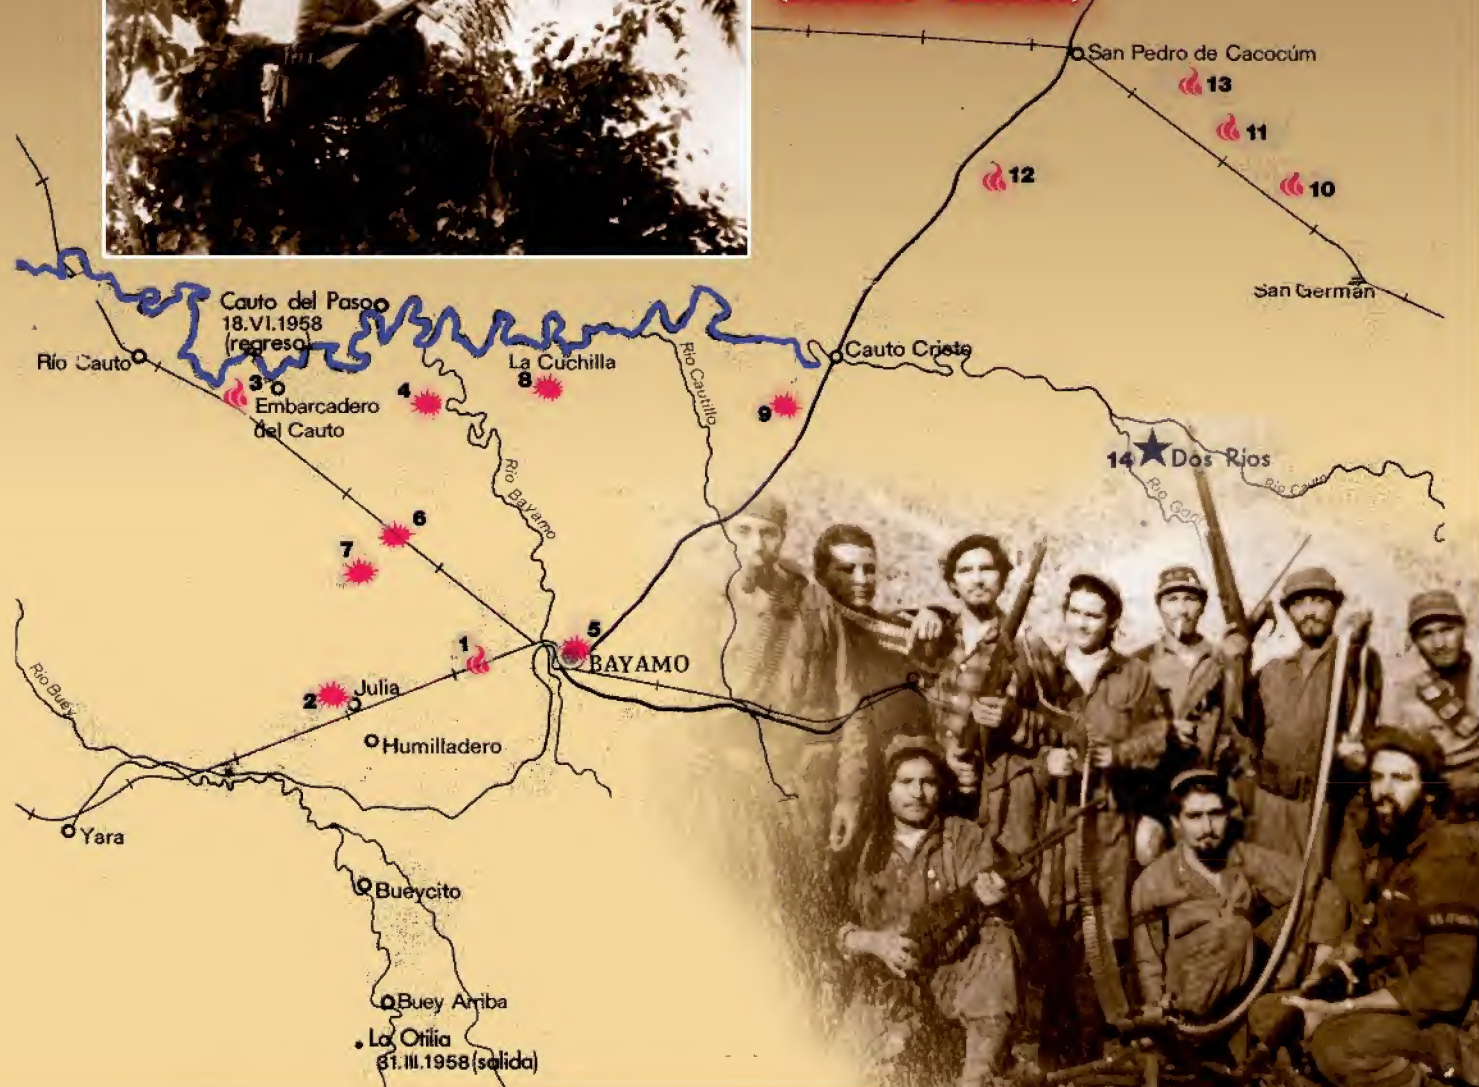 San Pedro de Cacocúm
13
11
12
10
San Germán
Cauto del Paso
18.VI.1958
(regreso)
Río Cauto
Cauto Cristo
La Cuchilla
8
3
4
Embarcadero
del Cauto
9
Río Cautillo
14 Dos Ríos
Río Cauto
Río Bayamo
6
7
5
1
BAYAMO
2
Julia
Humilladero
Río Buey
Yara
Bueycito
Buey Arriba
La Otilia
31.III.1958 (salida)